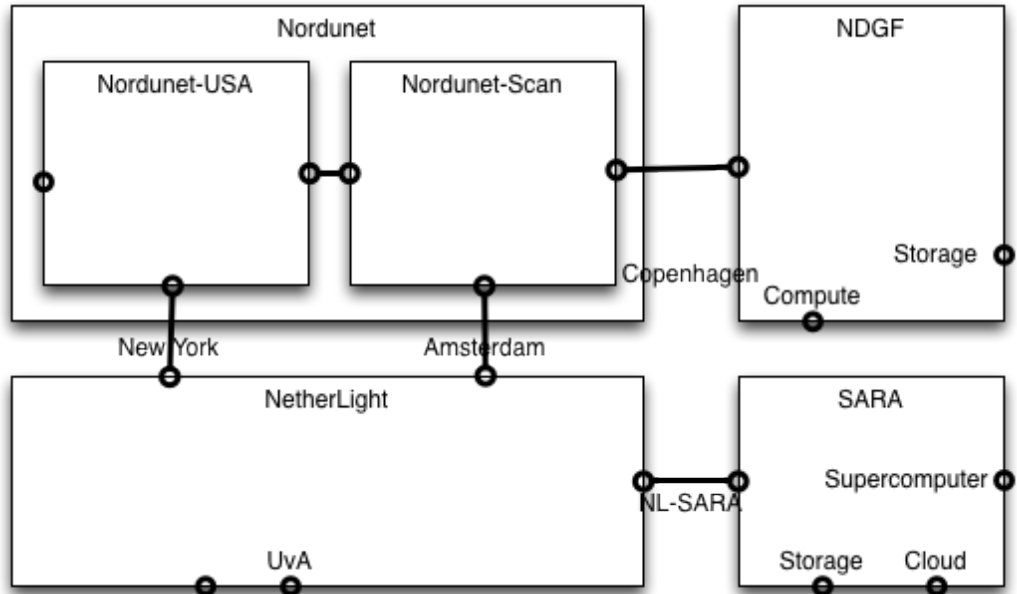 Nordunet
NDGF
Nordunet-USA
Nordunet-Scan
Storage
Copenhagen
Compute
New York
Amsterdam
NetherLight
SARA
Supercomputer
NL-SARA
UvA
Storage
Cloud